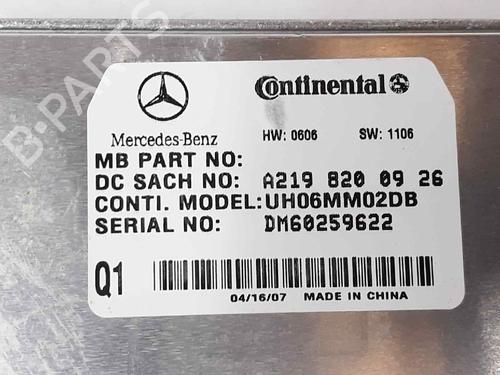 B-PARTS
Continental
Mercedes-Benz HW: 0606 SW: 1106
MB PART NO:
DC SACH NO: A219 820 09 26
CONTI. MODEL: UH06MM02DB
SERIAL NO: DM60259622
Q1
04/16/07 MADE IN CHINA